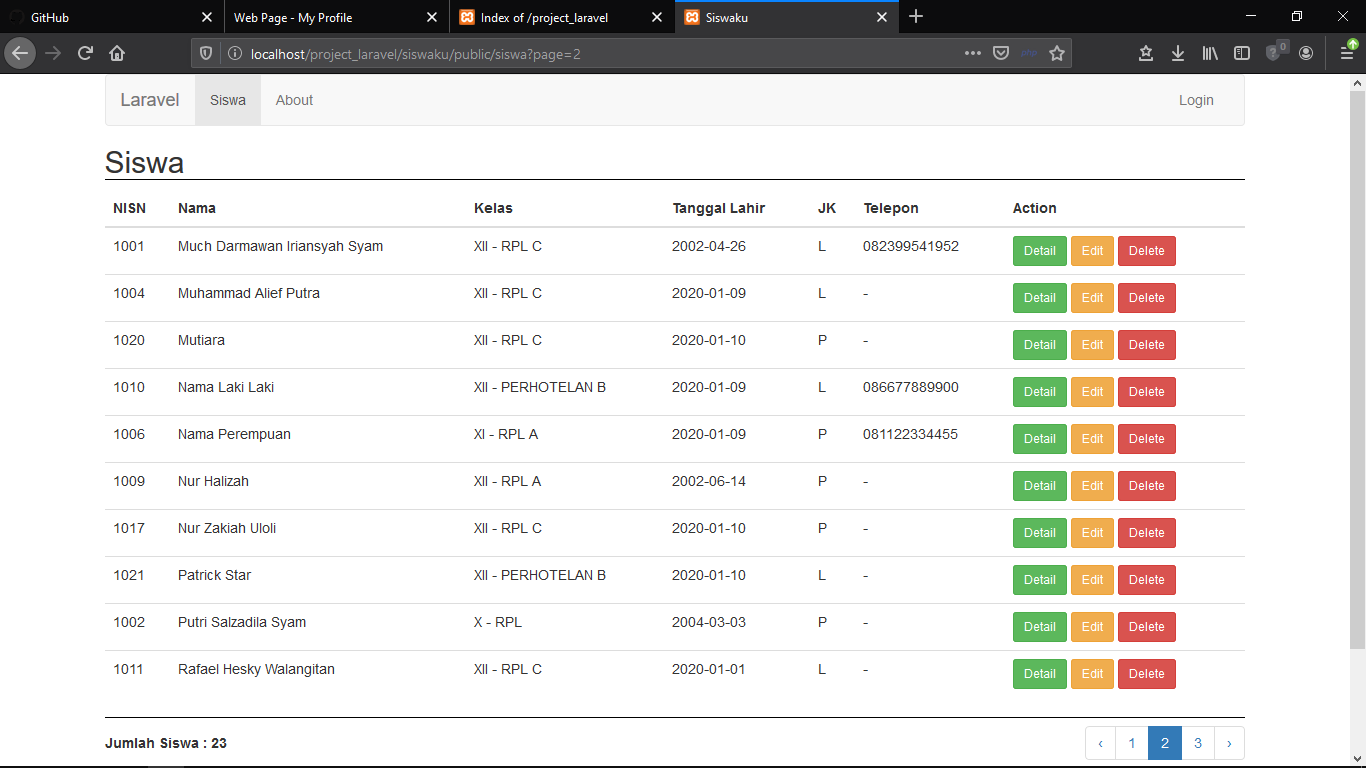 GitHub Web Page - My Profile Index of /project_laravel Siswaku
localhost/project_laravel/siswaku/public/siswa?page=2 php 0
Laravel Siswa About Login
Siswa
NISN Nama Kelas Tanggal Lahir JK Telepon Action
1001 Much Darmawan Iriansyah Syam XII - RPL C 2002-04-26 L 082399541952 Detail Edit Delete
1004 Muhammad Alief Putra XII - RPL C 2020-01-09 L - Detail Edit Delete
1020 Mutiara XII - RPL C 2020-01-10 P - Detail Edit Delete
1010 Nama Laki Laki XII - PERHOTELAN B 2020-01-09 L 086677889900 Detail Edit Delete
1006 Nama Perempuan XI - RPL A 2020-01-09 P 081122334455 Detail Edit Delete
1009 Nur Halizah XII - RPL A 2002-06-14 P - Detail Edit Delete
1017 Nur Zakiah Uloli XII - RPL C 2020-01-10 P - Detail Edit Delete
1021 Patrick Star XII - PERHOTELAN B 2020-01-10 L - Detail Edit Delete
1002 Putri Salzadila Syam X - RPL 2004-03-03 P - Detail Edit Delete
1011 Rafael Hesky Walangitan XII - RPL C 2020-01-01 L - Detail Edit Delete
Jumlah Siswa : 23 ‹ 1 2 3 ›